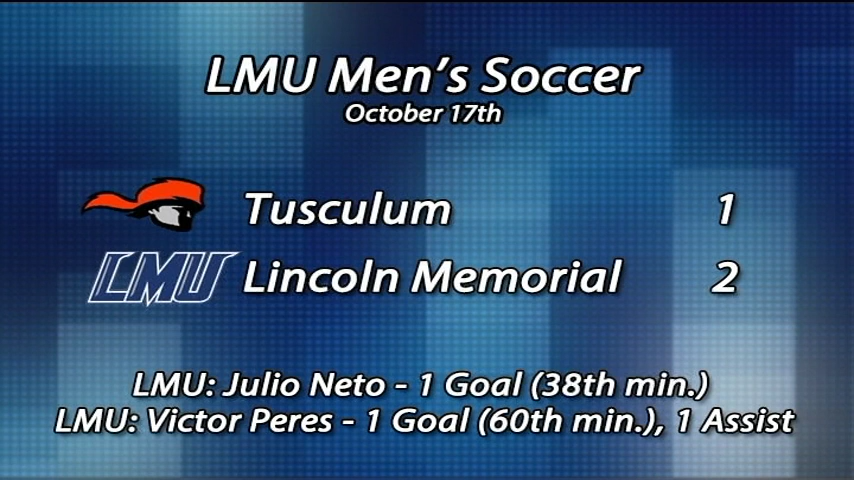 LMU Men's Soccer
October 17th
Tusculum 1
LMU Lincoln Memorial 2
LMU: Julio Neto - 1 Goal (38th min.)
LMU: Victor Peres - 1 Goal (60th min.), 1 Assist